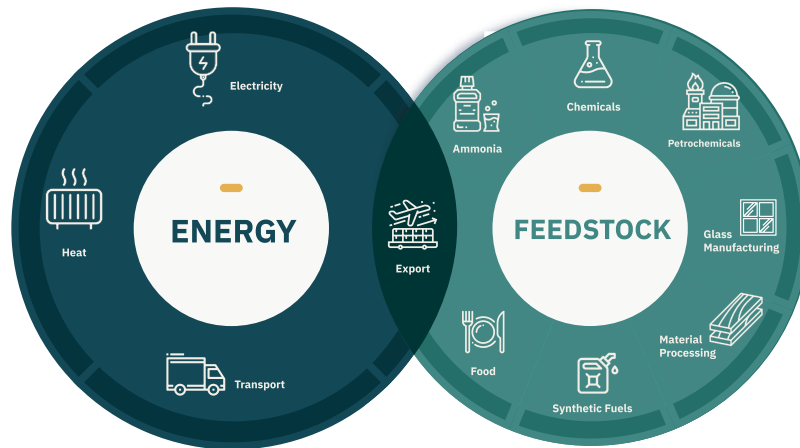 Electricity
ENERGY
Heat
Transport
Export
FEEDSTOCK
Chemicals
Ammonia
Petrochemicals
Glass
Manufacturing
Material
Processing
Food
Synthetic Fuels